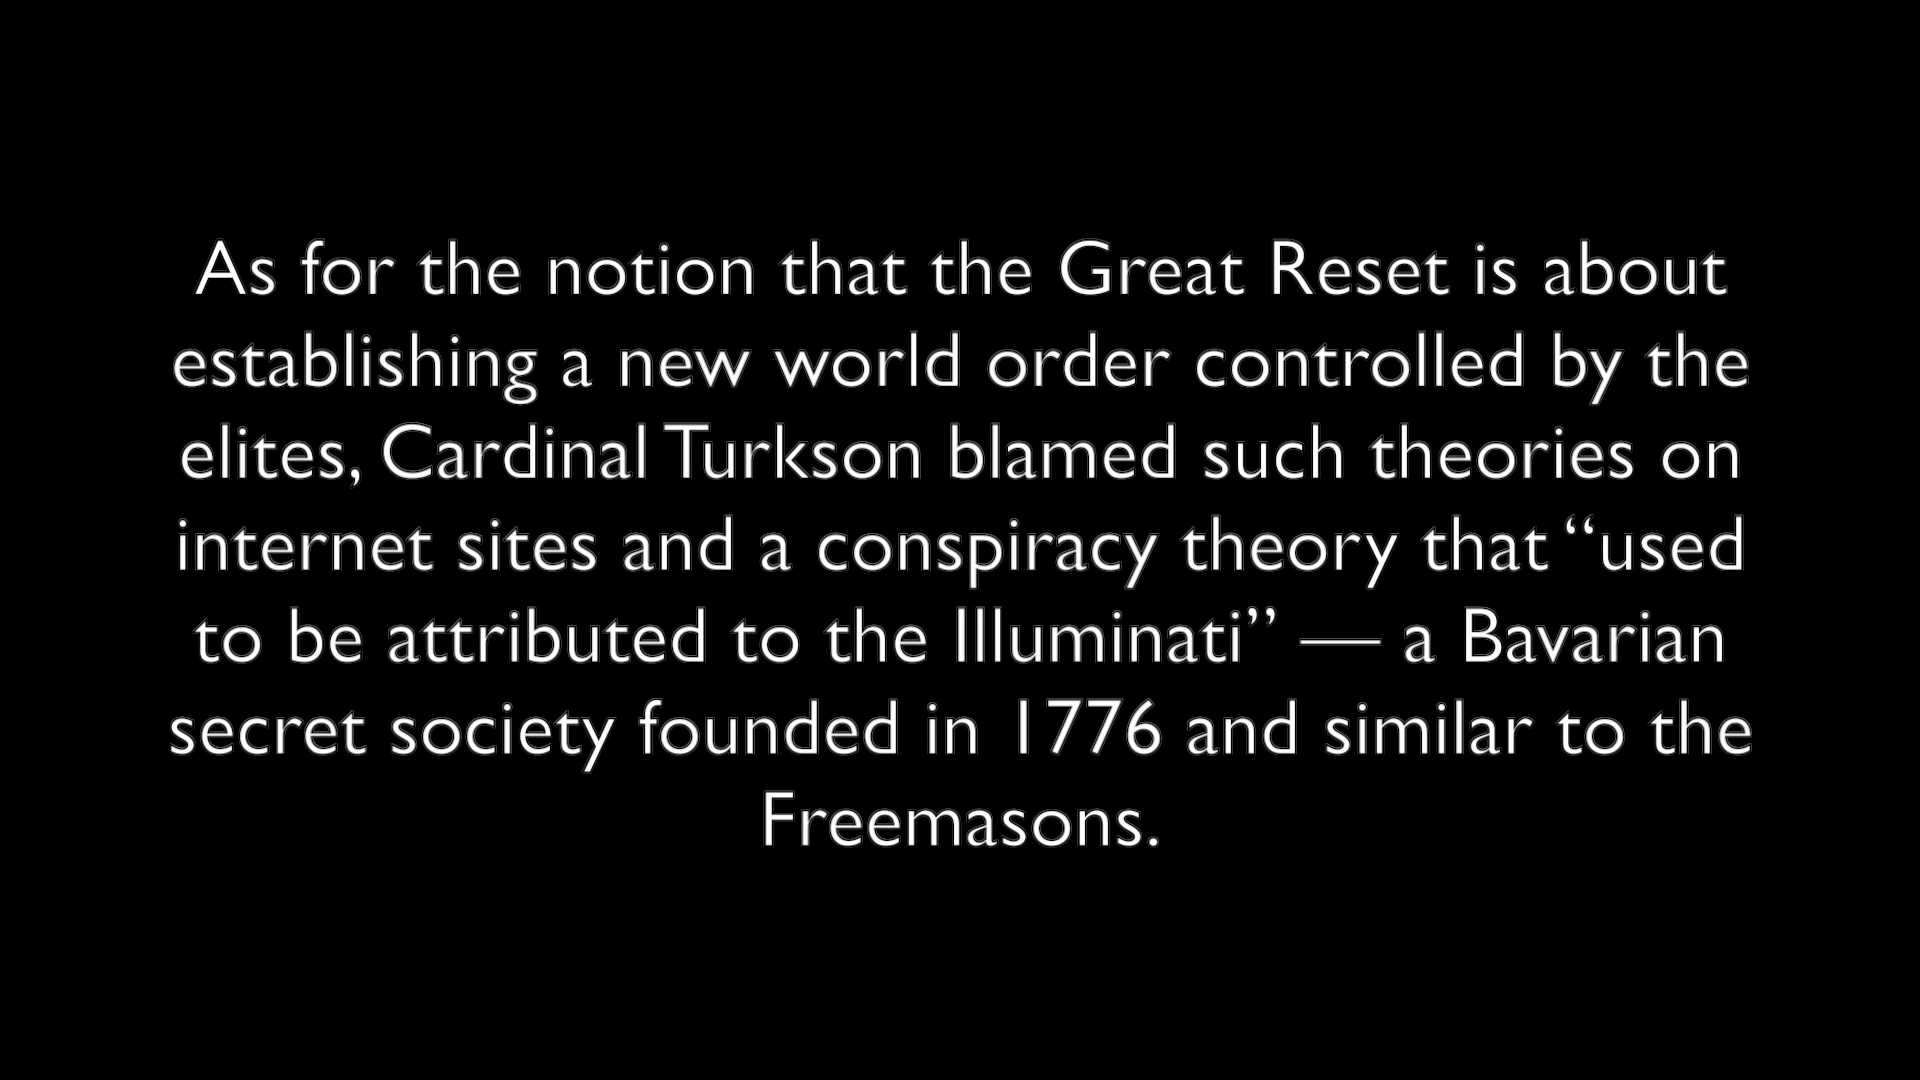 As for the notion that the Great Reset is about
establishing a new world order controlled by the
elites, Cardinal Turkson blamed such theories on
internet sites and a conspiracy theory that “used
to be attributed to the Illuminati” — a Bavarian
secret society founded in 1776 and similar to the
Freemasons.